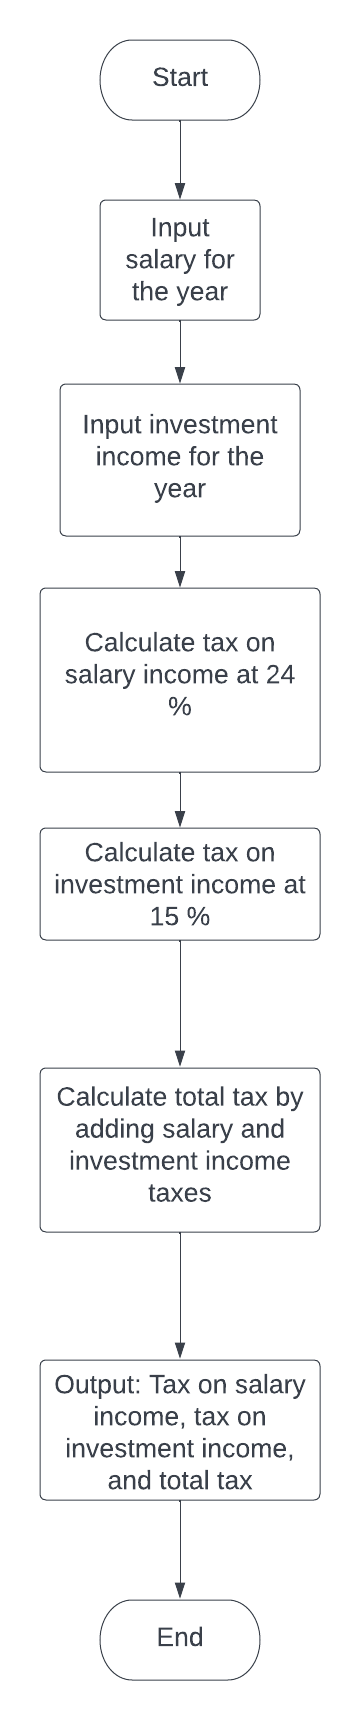 Start
Input
salary for
the year
Input investment
income for the
year
Calculate tax on
salary income at 24
%
Calculate tax on
investment income at
15 %
Calculate total tax by
adding salary and
investment income
taxes
Output: Tax on salary
income, tax on
investment income,
and total tax
End